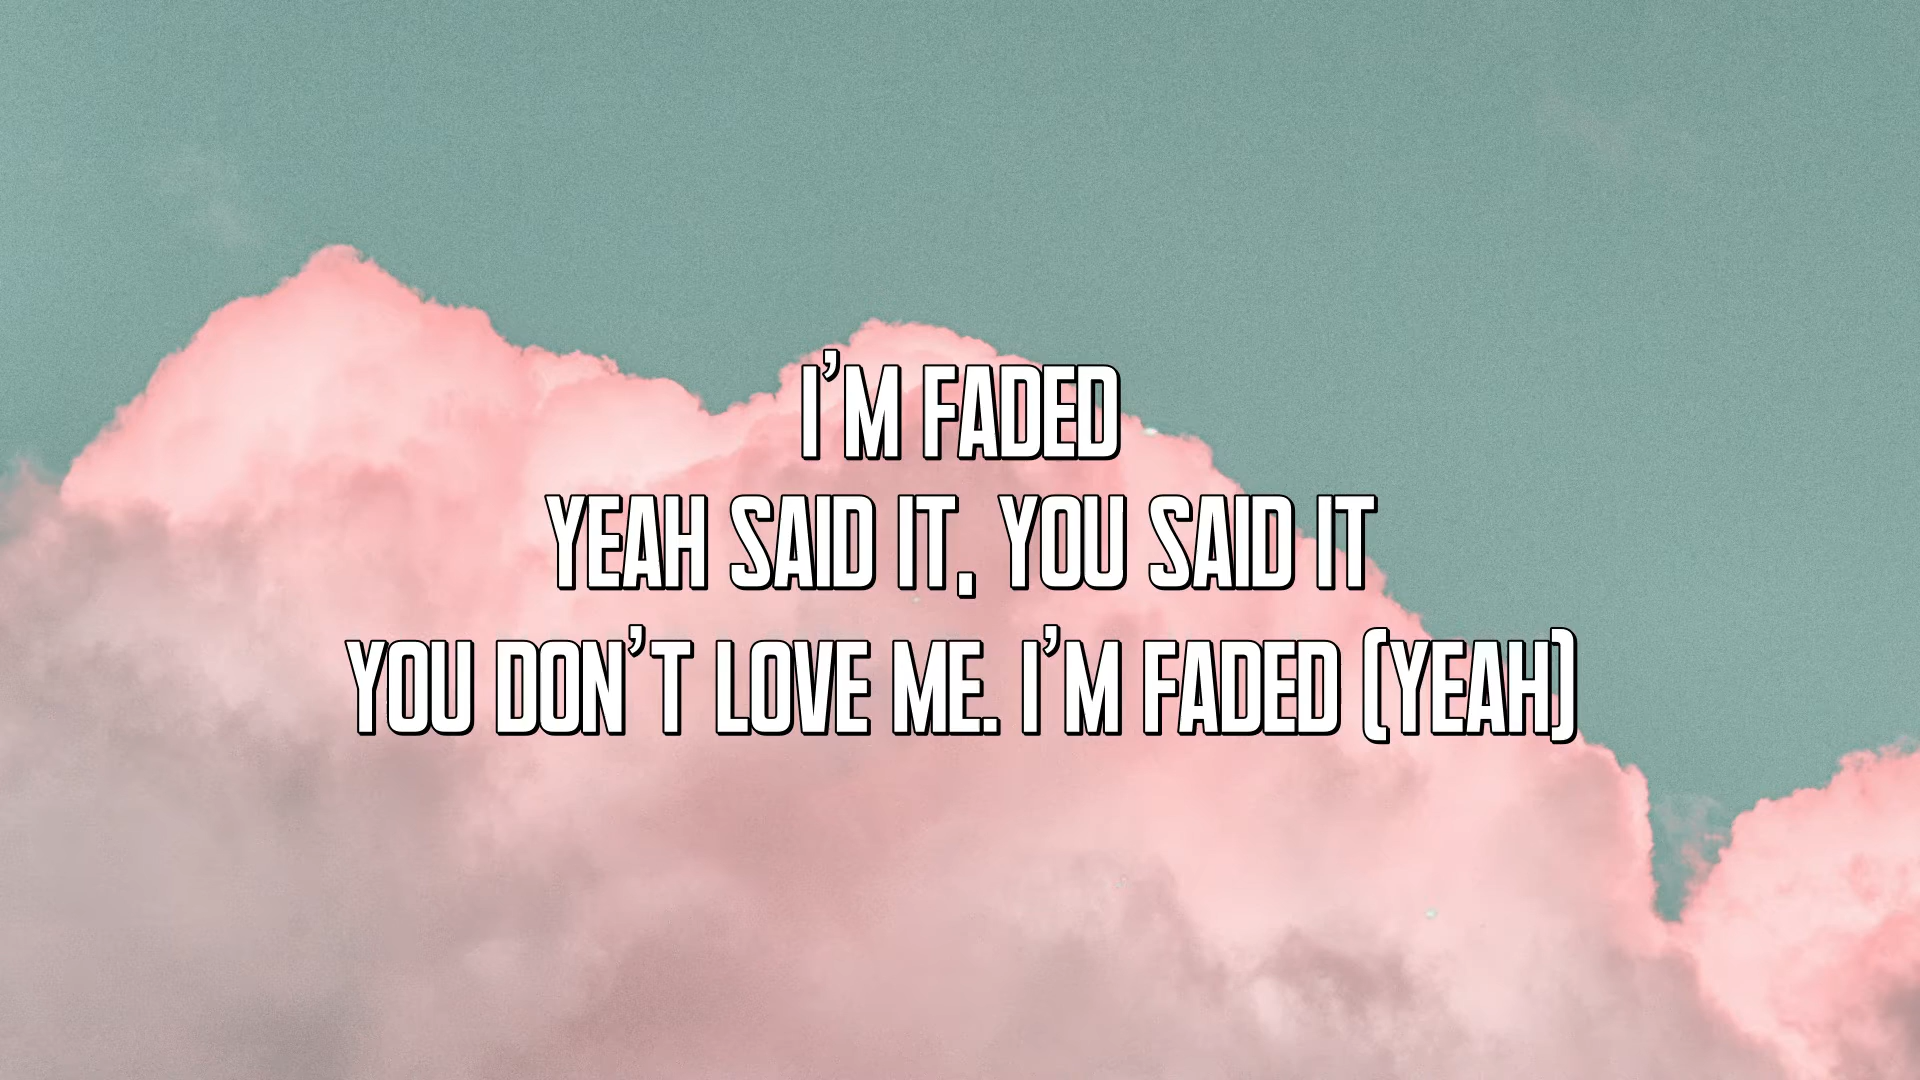 I'M FADED
YEAH SAID IT, YOU SAID IT
YOU DON'T LOVE ME. I'M FADED (YEAH)